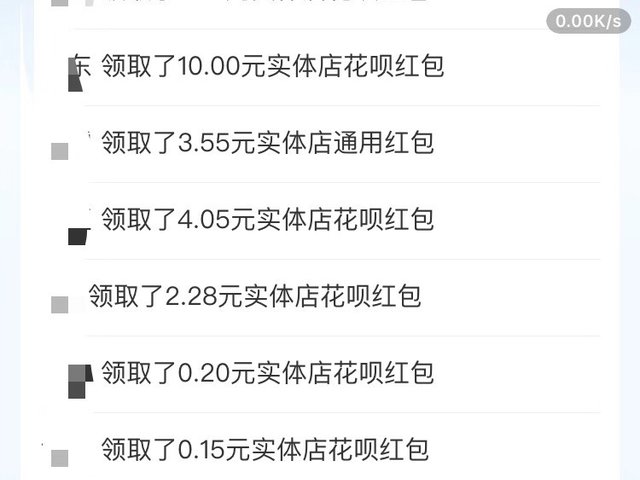 0.00K/s
东 领取了10.00元实体店花呗红包
领取了3.55元实体店通用红包
领取了4.05元实体店花呗红包
领取了2.28元实体店花呗红包
领取了0.20元实体店花呗红包
领取了0.15元实体店花呗红包